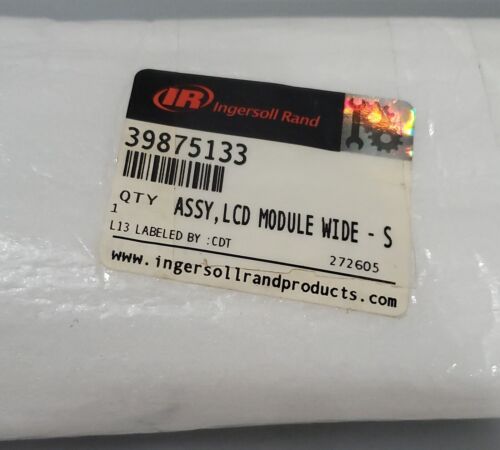 IR Ingersoll Rand
39875133
QTY ASSY,LCD MODULE WIDE - S
1
L13 LABELED BY :CDT 272605
www.ingersollrandproducts.com